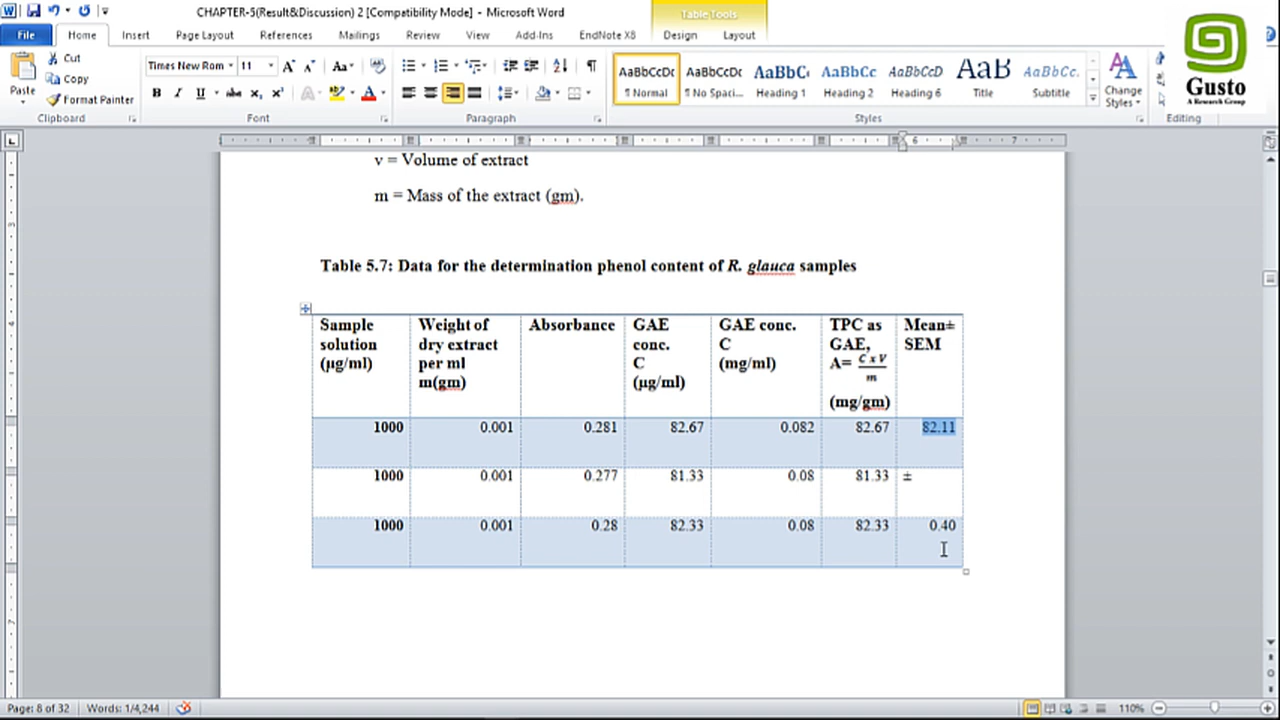 CHAPTER-5(Result&Discussion) 2 [Compatibility Mode] - Microsoft Word
Table Tools
File Home Insert Page Layout References Mailings Review View Add-Ins EndNote X8 Design Layout
Gusto
A Research Group
Paste
Cut
Copy
Format Painter
Times New Rom 11
AaBbCcDc
¶ Normal
AaBbCcDc
¶ No Spaci...
AaBbC
Heading 1
AaBbCc
Heading 2
AaBbCcD
Heading 6
AaB
Title
AaBbCc.
Subtitle
Change
Styles
Clipboard Font Paragraph Styles Editing
6 7
v = Volume of extract
m = Mass of the extract (gm).
Table 5.7: Data for the determination phenol content of R. glauca samples
Sample
solution
(µg/ml)
Weight of
dry extract
per ml
m(gm)
Absorbance
GAE
conc.
C
(µg/ml)
GAE conc.
C
(mg/ml)
TPC as
GAE,
A= C x V
m
(mg/gm)
Mean±
SEM
1000 0.001 0.281 82.67 0.082 82.67 82.11
1000 0.001 0.277 81.33 0.08 81.33 ±
1000 0.001 0.28 82.33 0.08 82.33 0.40
Page: 8 of 32 Words: 1/4,244 110%